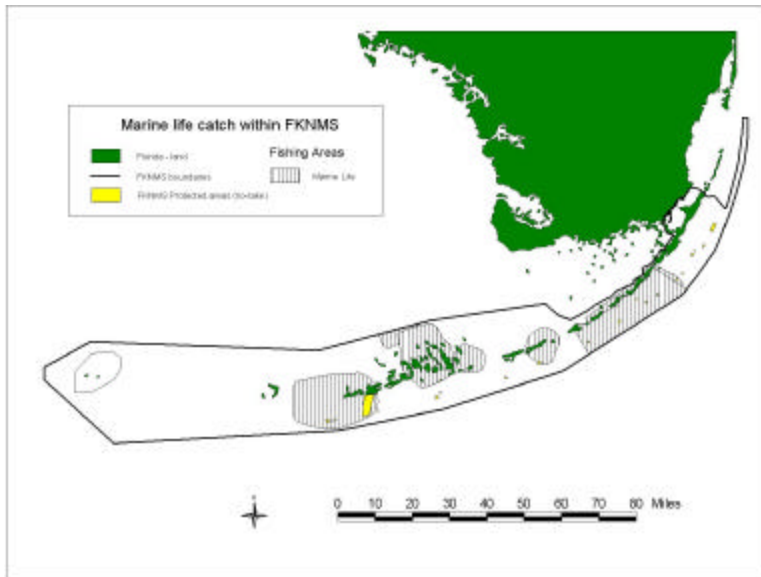 Marine life catch within FKNMS
Florida - land
FKNMS boundaries
FKNMS Protected areas (no-take)
Fishing Areas
Marine Life
0 10 20 30 40 50 60 70 80 Miles